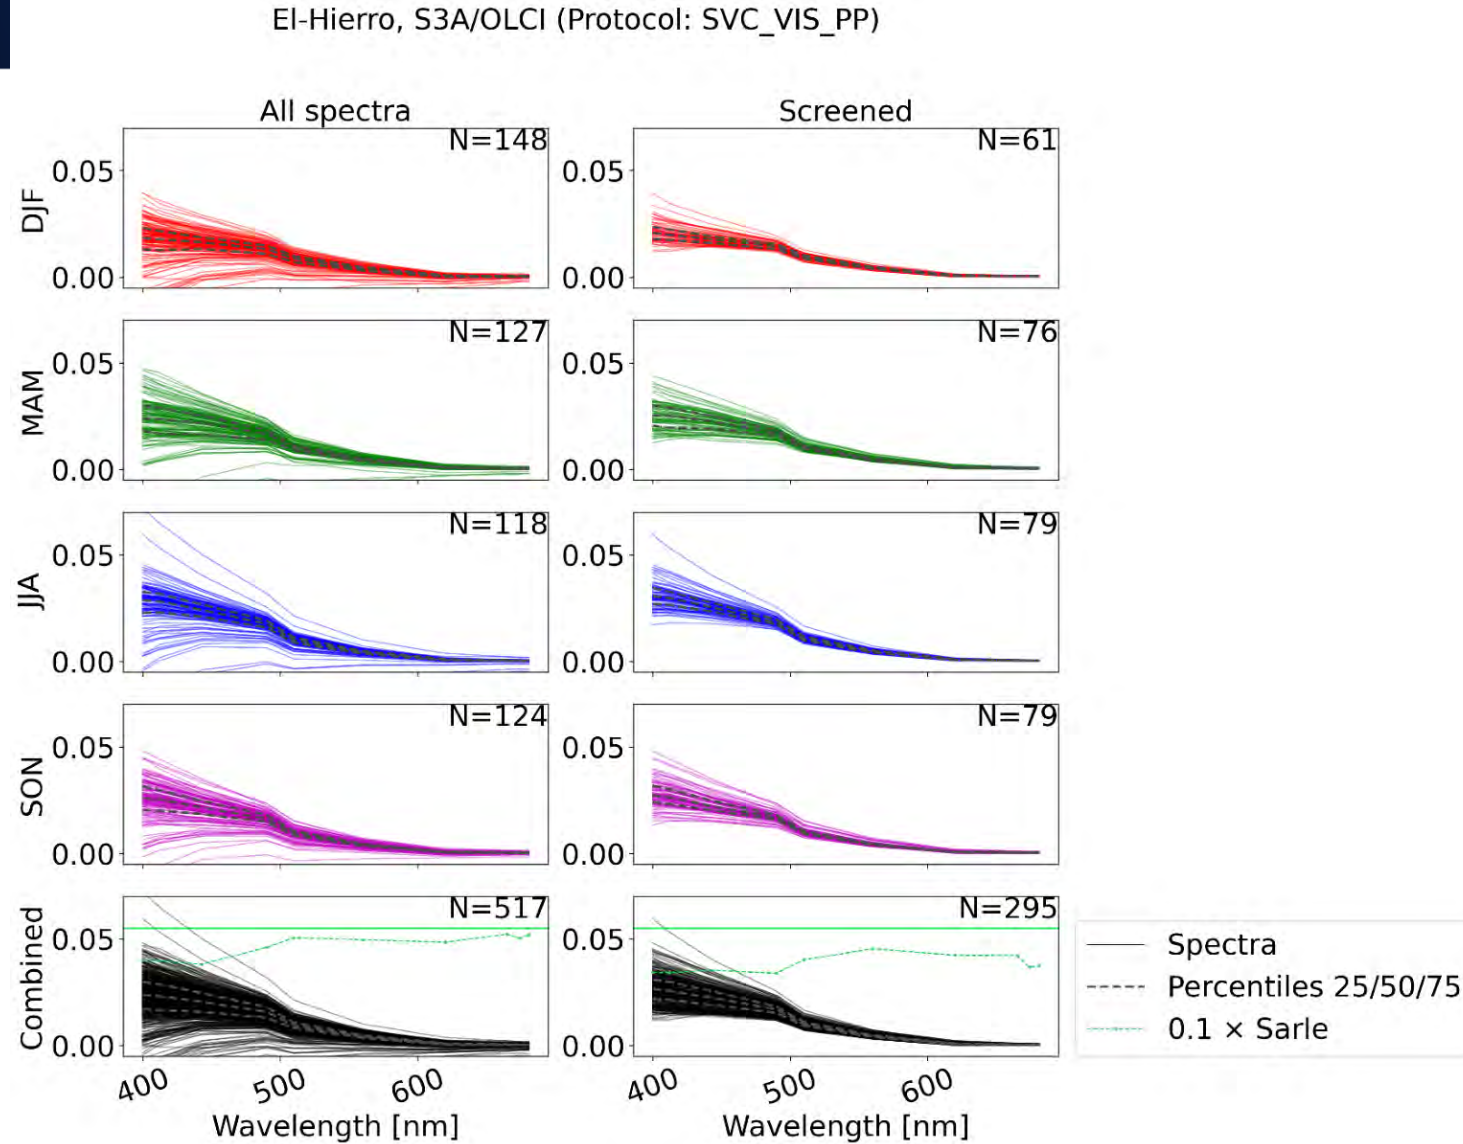 El-Hierro, S3A/OLCI (Protocol: SVC_VIS_PP)
All spectra
Screened
DJF
0.05
0.00
N=148
0.05
0.00
N=61
MAM
0.05
0.00
N=127
0.05
0.00
N=76
JJA
0.05
0.00
N=118
0.05
0.00
N=79
SON
0.05
0.00
N=124
0.05
0.00
N=79
Combined
0.05
0.00
N=517
0.05
0.00
N=295
400 500 600
400 500 600
Wavelength [nm]
Wavelength [nm]
Spectra
Percentiles 25/50/75
0.1 × Sarle